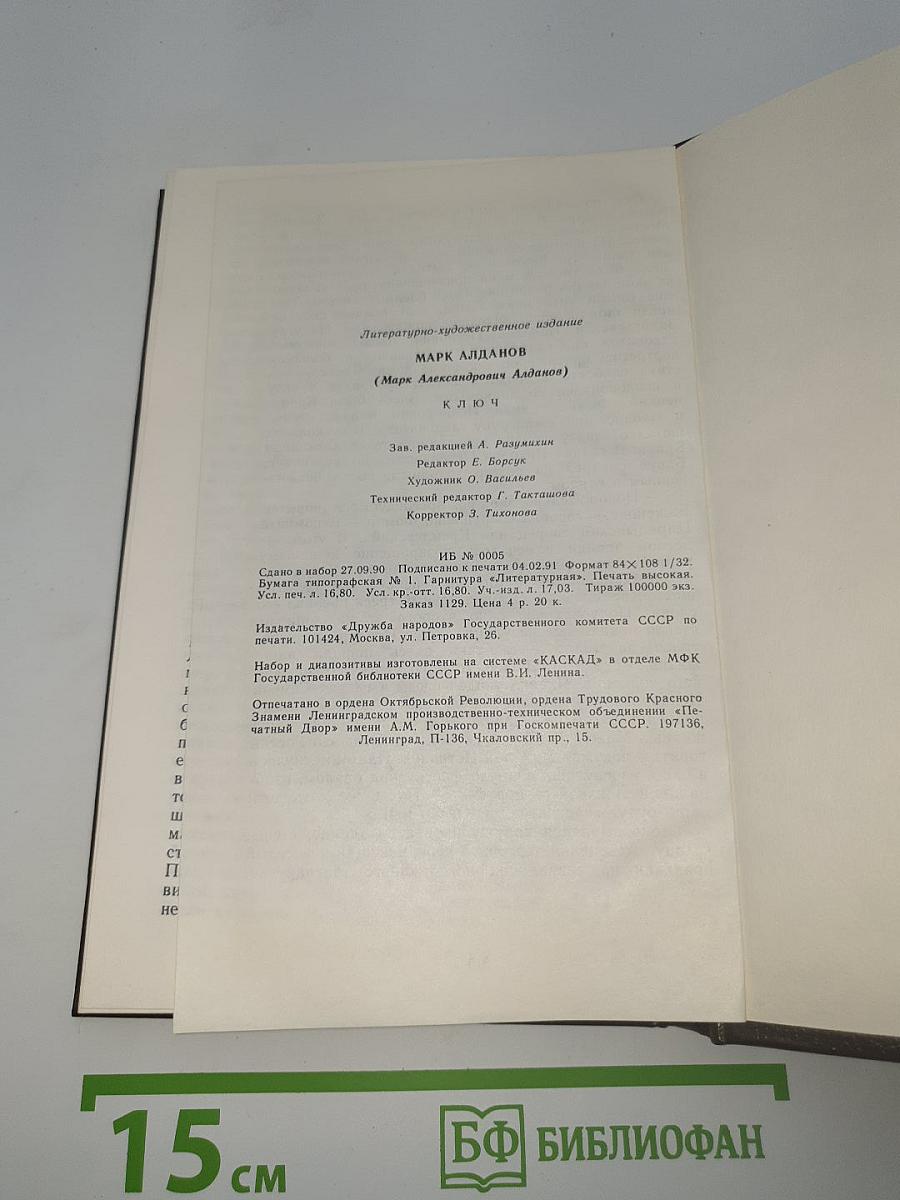 Литературно-художественное издание
МАРК АЛДАНОВ
(Марк Александрович Алданов)
КЛЮЧ
Зав. редакцией А. Разумихин
Редактор Е. Борсук
Художник О. Васильев
Технический редактор Г. Такташова
Корректор З. Тихонова
ИБ № 0005
Сдано в набор 27.09.90 Подписано к печати 04.02.91 Формат 84×108 1/32.
Бумага типографская № 1. Гарнитура «Литературная». Печать высокая.
Усл. печ. л. 16,80. Усл. кр.-отт. 16,80. Уч.-изд. л. 17,03. Тираж 100000 экз.
Заказ 1129. Цена 4 р. 20 к.
Издательство «Дружба народов» Государственного комитета СССР по
печати. 101424, Москва, ул. Петровка, 26.
Набор и диапозитивы изготовлены на системе «КАСКАД» в отделе МФК
Государственной библиотеки СССР имени В.И. Ленина.
Отпечатано в ордена Октябрьской Революции, ордена Трудового Красного
Знамени Ленинградском производственно-техническом объединении «Пе-
чатный Двор» имени А.М. Горького при Госкомпечати СССР. 197136,
Ленинград, П-136, Чкаловский пр., 15.
15 см
БФ БИБЛИОФАН